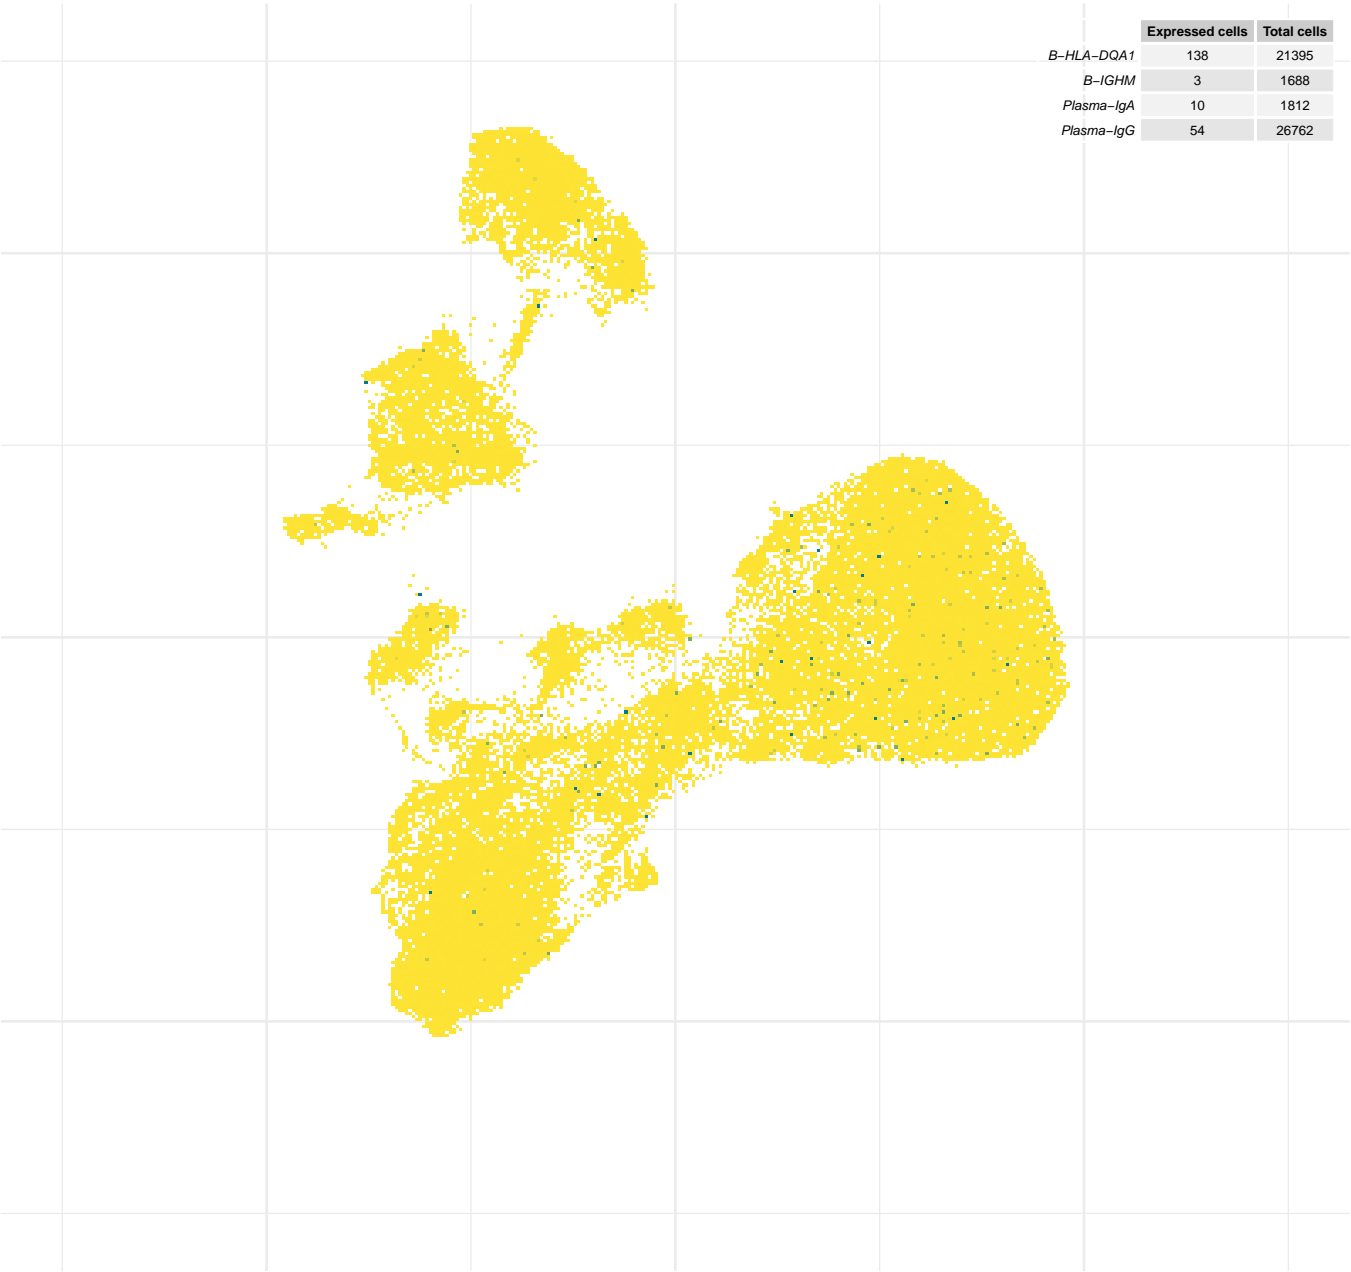 Expressed cells Total cells
B−HLA−DQA1 138 21395
B−IGHM 3 1688
Plasma−IgA 10 1812
Plasma−IgG 54 26762